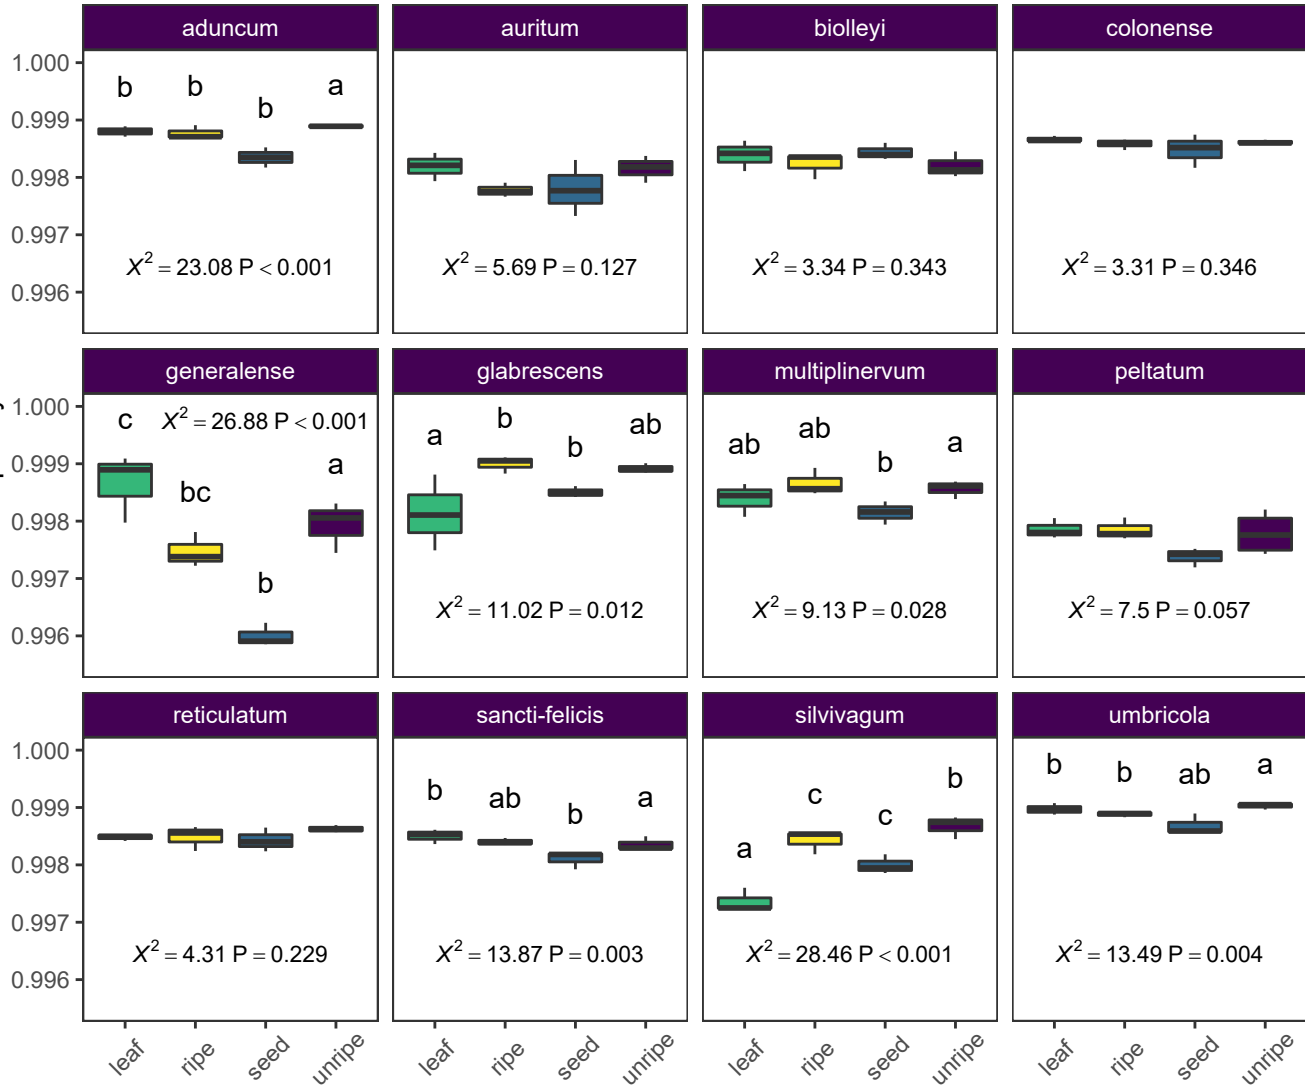 aduncum auritum biolleyi colonense
1.000
b b b a
0.999
0.998
0.997
X² = 23.08 P < 0.001 X² = 5.69 P = 0.127 X² = 3.34 P = 0.343 X² = 3.31 P = 0.346
0.996
generalense glabrescens multiplinervum peltatum
1.000
c X² = 26.88 P < 0.001 a b b ab ab ab b a
0.999
bc b a
0.998
0.997
X² = 11.02 P = 0.012 X² = 9.13 P = 0.028 X² = 7.5 P = 0.057
0.996
reticulatum sancti-felicis silvivagum umbricola
1.000
b ab b a a c c b b b ab a
0.999
0.998
0.997
X² = 4.31 P = 0.229 X² = 13.87 P = 0.003 X² = 28.46 P < 0.001 X² = 13.49 P = 0.004
0.996
leaf ripe seed unripe leaf ripe seed unripe leaf ripe seed unripe leaf ripe seed unripe